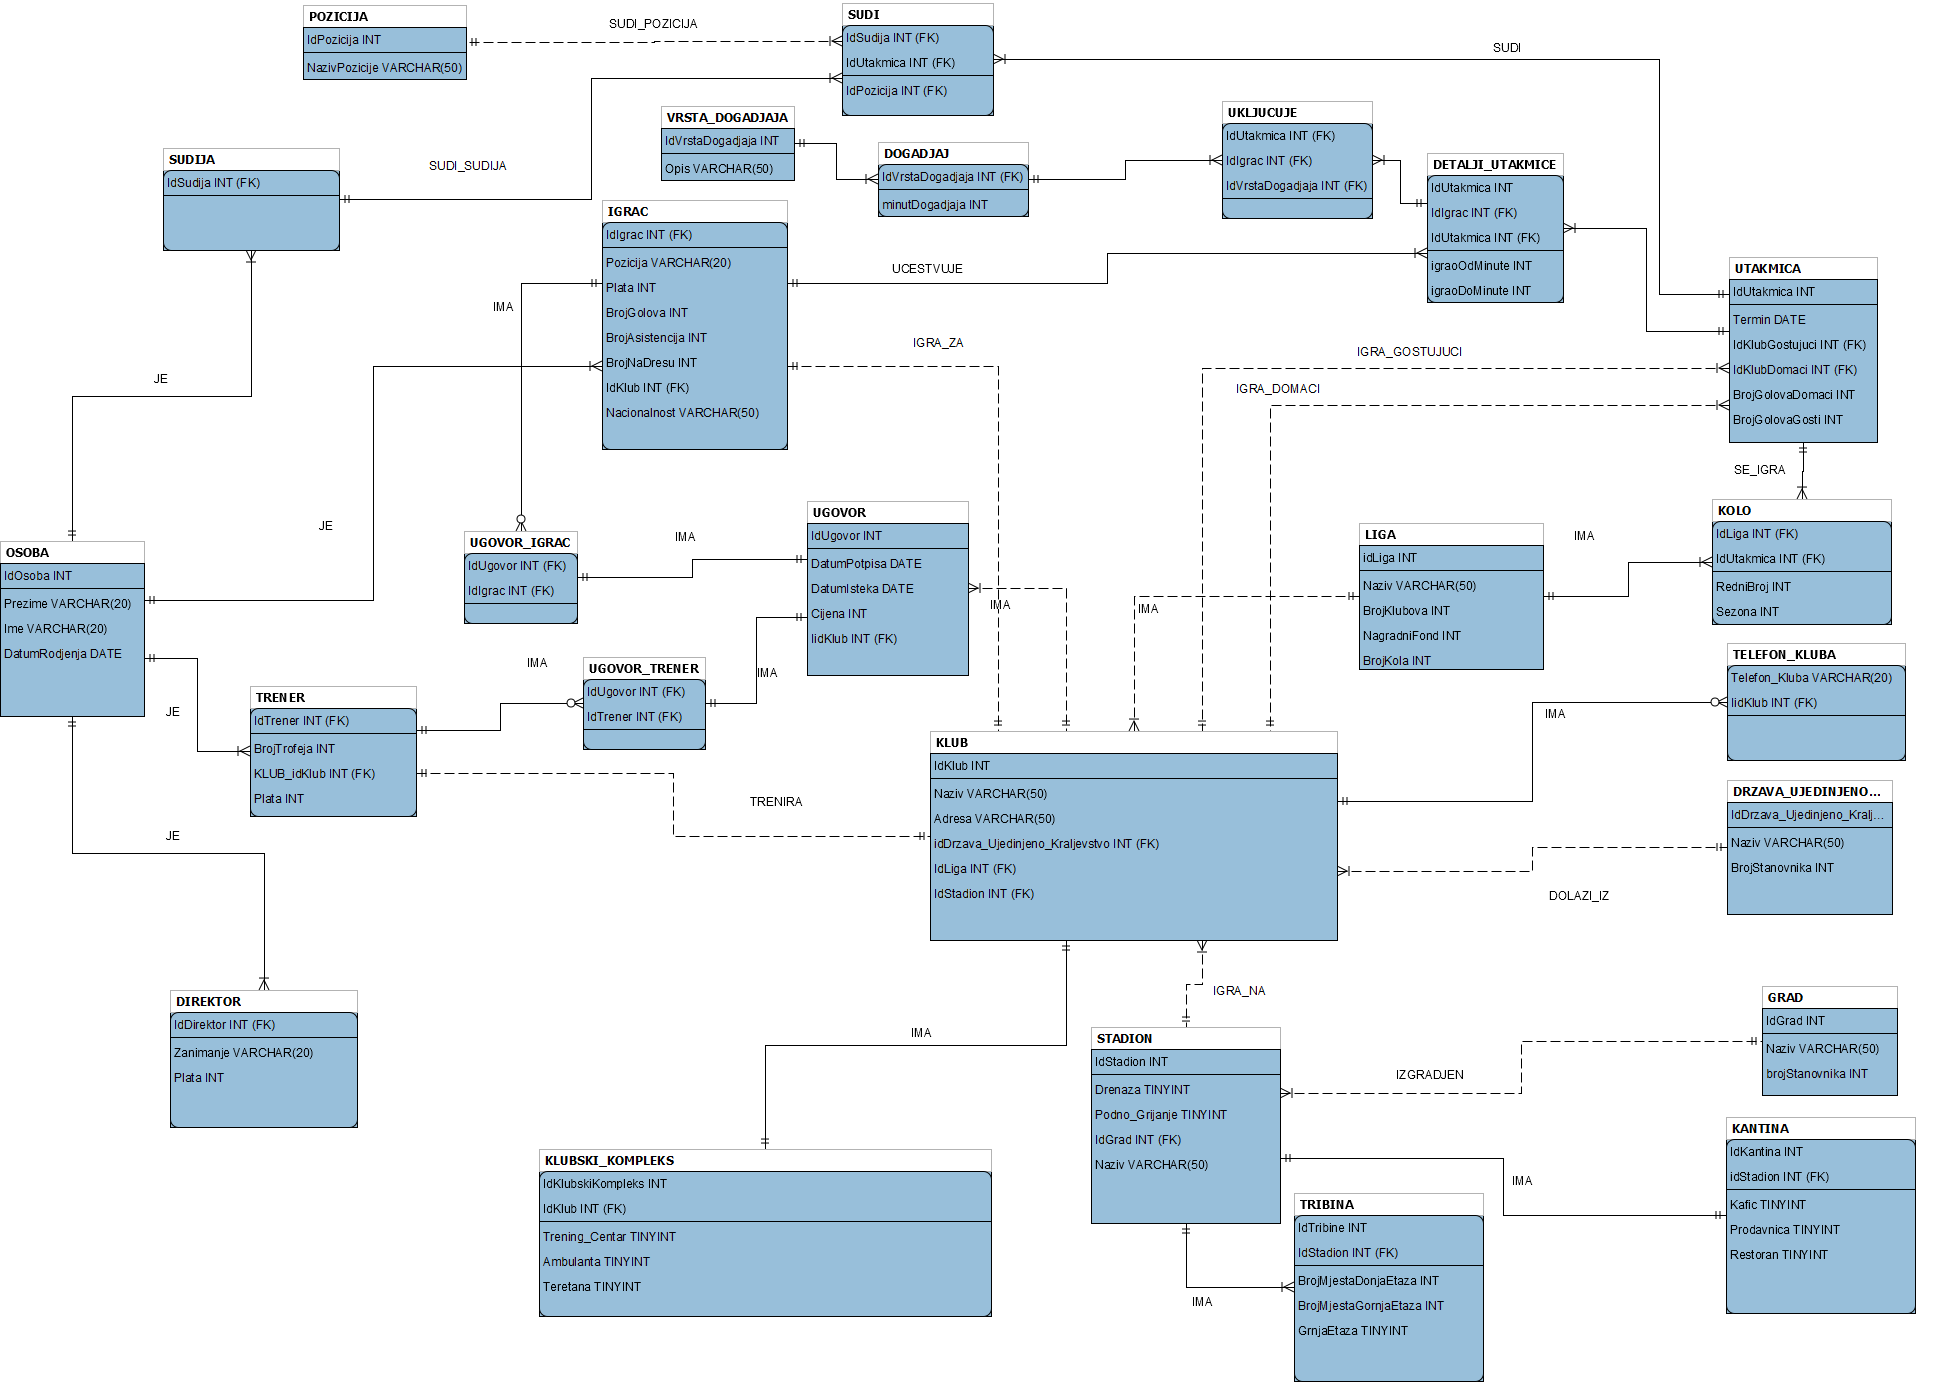 POZICIJA
IdPozicija INT
NazivPozicije VARCHAR(50)
SUDI_POZICIJA
SUDI
IdSudija INT (FK)
IdUtakmica INT (FK)
IdPozicija INT (FK)
SUDI
VRSTA_DOGADJAJA
IdVrstaDogadjaja INT
Opis VARCHAR(50)
DOGADJAJ
IdVrstaDogadjaja INT (FK)
minutDogadjaja INT
UKLJUCUJE
IdUtakmica INT (FK)
IdIgrac INT (FK)
IdVrstaDogadjaja INT (FK)
DETALJI_UTAKMICE
IdUtakmica INT
IdIgrac INT (FK)
IdUtakmica INT (FK)
igraoOdMinute INT
igraoDoMinute INT
SUDIJA
IdSudija INT (FK)
SUDI_SUDIJA
IGRAC
IdIgrac INT (FK)
Pozicija VARCHAR(20)
Plata INT
BrojGolova INT
BrojAsistencija INT
BrojNaDresu INT
IdKlub INT (FK)
Nacionalnost VARCHAR(50)
UCESTVUJE
IMA
IGRA_ZA
IGRA_GOSTUJUCI
IGRA_DOMACI
UTAKMICA
IdUtakmica INT
Termin DATE
IdKlubGostujuci INT (FK)
IdKlubDomaci INT (FK)
BrojGolovaDomaci INT
BrojGolovaGosti INT
SE_IGRA
JE
JE
OSOBA
IdOsoba INT
Prezime VARCHAR(20)
Ime VARCHAR(20)
DatumRodjenja DATE
UGOVOR_IGRAC
IdUgovor INT (FK)
IdIgrac INT (FK)
IMA
UGOVOR
IdUgovor INT
DatumPotpisa DATE
DatumIsteka DATE
Cijena INT
IidKlub INT (FK)
IMA
IMA
LIGA
idLiga INT
Naziv VARCHAR(50)
BrojKlubova INT
NagradniFond INT
BrojKola INT
IMA
KOLO
IdLiga INT (FK)
IdUtakmica INT (FK)
RedniBroj INT
Sezona INT
TELEFON_KLUBA
Telefon_Kluba VARCHAR(20)
IidKlub INT (FK)
IMA
UGOVOR_TRENER
IdUgovor INT (FK)
IdTrener INT (FK)
IMA
IMA
TRENER
IdTrener INT (FK)
BrojTrofeja INT
KLUB_idKlub INT (FK)
Plata INT
JE
TRENIRA
KLUB
IdKlub INT
Naziv VARCHAR(50)
Adresa VARCHAR(50)
idDrzava_Ujedinjeno_Kraljevstvo INT (FK)
IdLiga INT (FK)
IdStadion INT (FK)
DRZAVA_UJEDINJENO...
IdDrzava_Ujedinjeno_Kralj...
Naziv VARCHAR(50)
BrojStanovnika INT
DOLAZI_IZ
JE
DIREKTOR
IdDirektor INT (FK)
Zanimanje VARCHAR(20)
Plata INT
IMA
IGRA_NA
STADION
IdStadion INT
Drenaza TINYINT
Podno_Grijanje TINYINT
IdGrad INT (FK)
Naziv VARCHAR(50)
IZGRADJEN
GRAD
IdGrad INT
Naziv VARCHAR(50)
brojStanovnika INT
KANTINA
IdKantina INT
idStadion INT (FK)
Kafic TINYINT
Prodavnica TINYINT
Restoran TINYINT
IMA
KLUBSKI_KOMPLEKS
IdKlubskiKompleks INT
IdKlub INT (FK)
Trening_Centar TINYINT
Ambulanta TINYINT
Teretana TINYINT
IMA
TRIBINA
IdTribine INT
IdStadion INT (FK)
BrojMjestaDonjaEtaza INT
BrojMjestaGornjaEtaza INT
GrnjaEtaza TINYINT